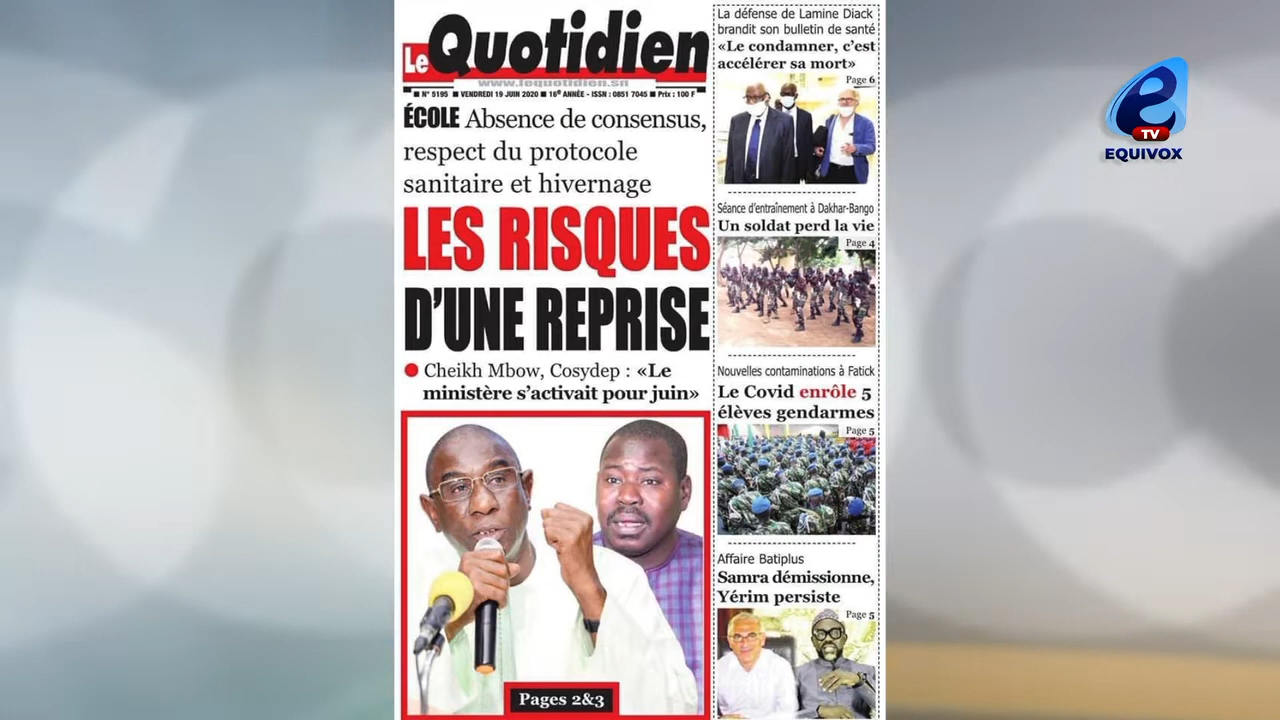 Le Quotidien
www.lequotidien.sn
N° 5195 ■ VENDREDI 19 JUIN 2020 ■ 16e ANNÉE - ISSN : 0851 7045 ■ Prix : 100 F
ÉCOLE Absence de consensus,
respect du protocole
sanitaire et hivernage
LES RISQUES
D'UNE REPRISE
● Cheikh Mbow, Cosydep : «Le
ministère s'activait pour juin»
Pages 2&3
La défense de Lamine Diack
brandit son bulletin de santé
«Le condamner, c'est
accélérer sa mort»
Page 6
Séance d'entraînement à Dakhar-Bango
Un soldat perd la vie
Page 4
Nouvelles contaminations à Fatick
Le Covid enrôle 5
élèves gendarmes
Page 5
Affaire Batiplus
Samra démissionne,
Yérim persiste
Page 5
e
TV
EQUIVOX